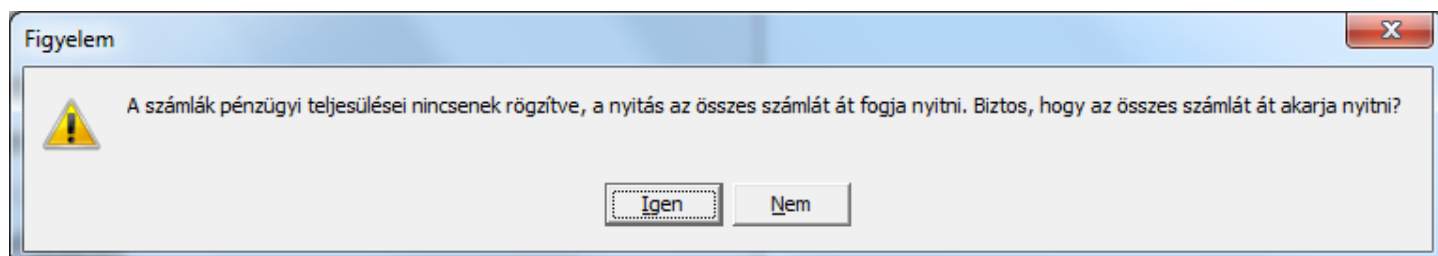 Figyelem
A számlák pénzügyi teljesülései nincsenek rögzítve, a nyitás az összes számlát át fogja nyitni. Biztos, hogy az összes számlát át akarja nyitni?
Igen
Nem